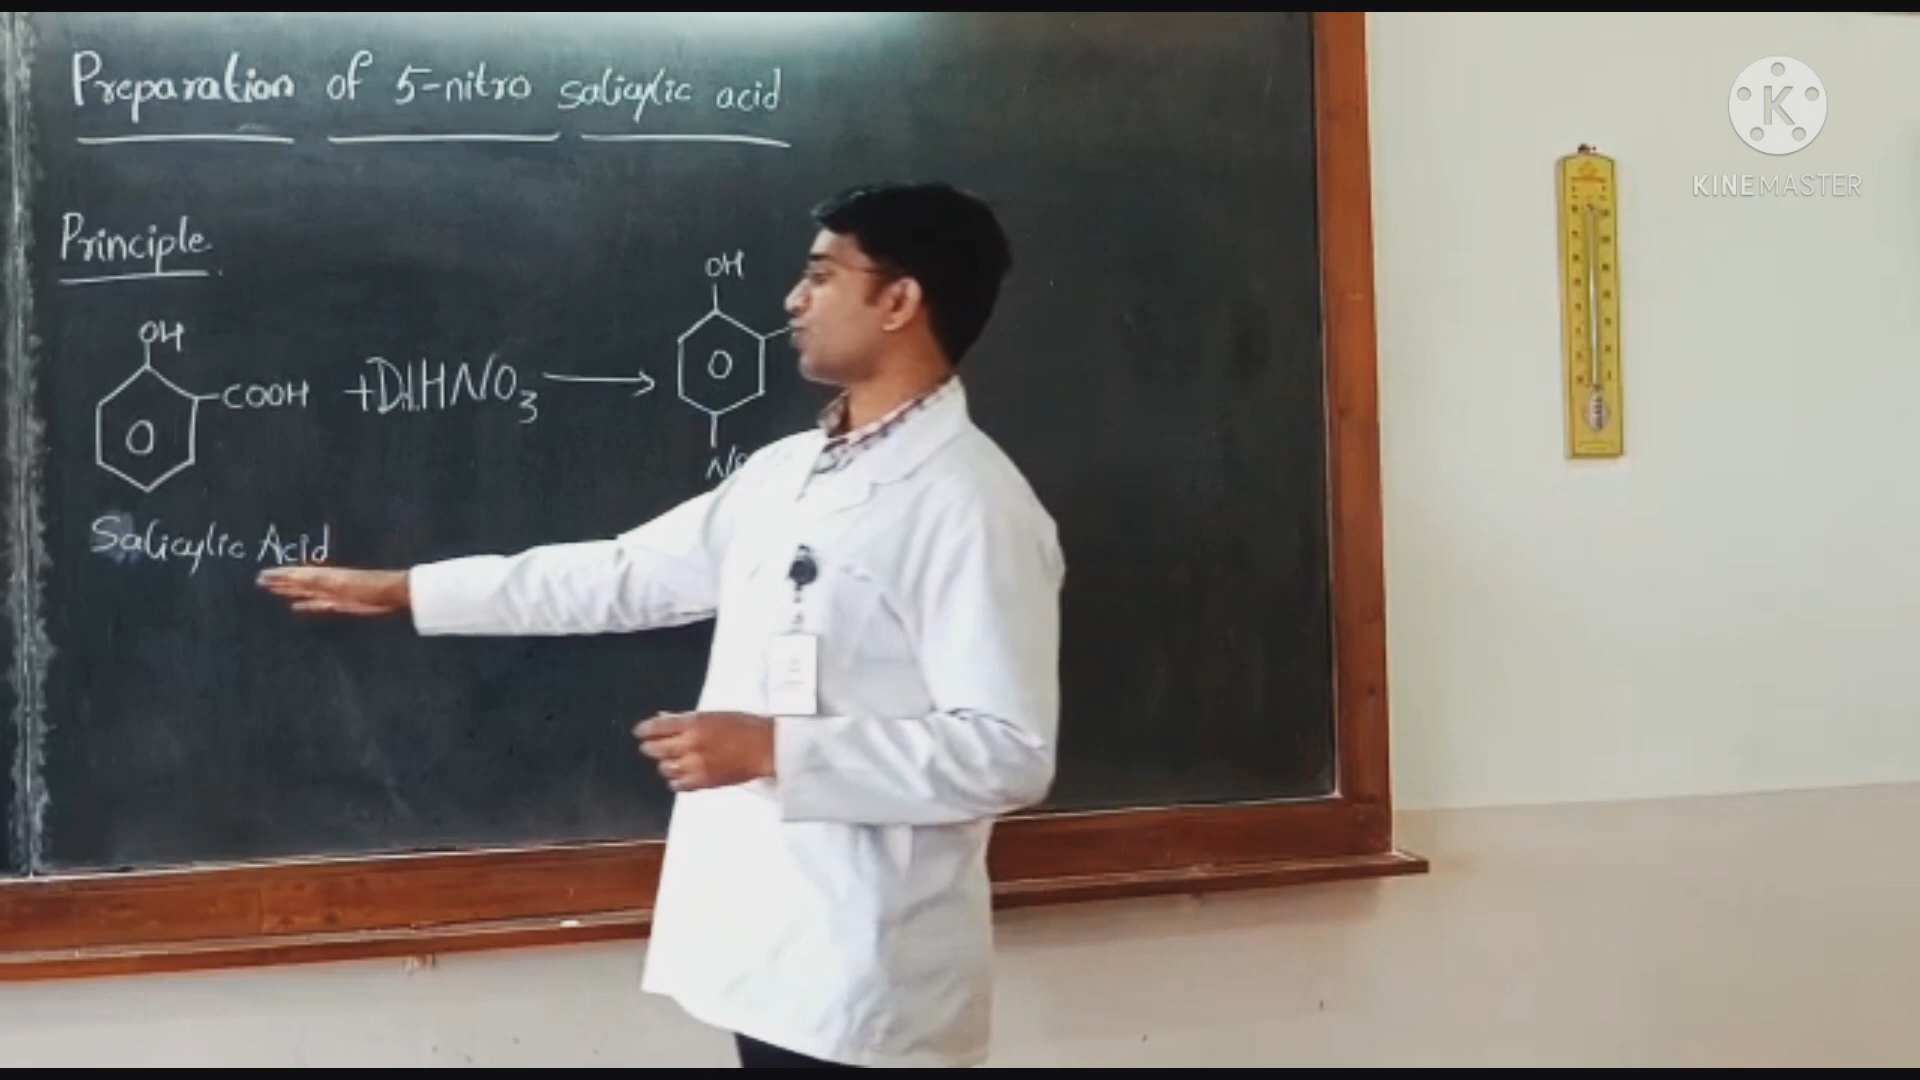 Preparation of 5-nitro salicylic acid
Principle
OH
COOH
+Dil.HNO3
OH
Salicylic Acid
KINEMASTER